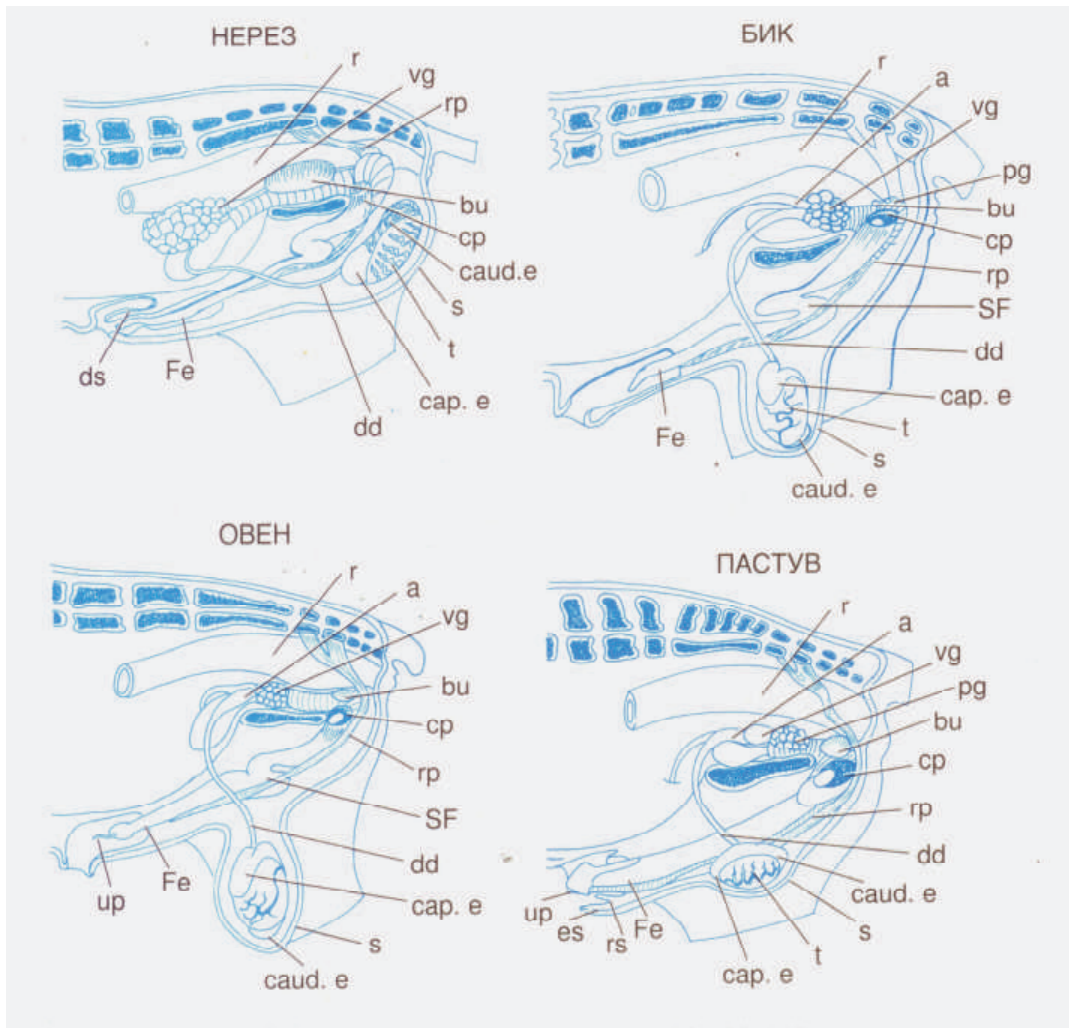 НЕРЕЗ
r
vg
rp
bu
cp
caud.e
s
t
cap. e
dd
Fe
ds
БИК
r
a
vg
pg
bu
cp
rp
SF
dd
cap. e
t
s
caud. e
Fe
ОВЕН
r
a
vg
bu
cp
rp
SF
dd
cap. e
s
caud. e
Fe
up
ПАСТУВ
r
a
vg
pg
bu
cp
rp
dd
caud. e
s
t
cap. e
Fe
rs
es
up